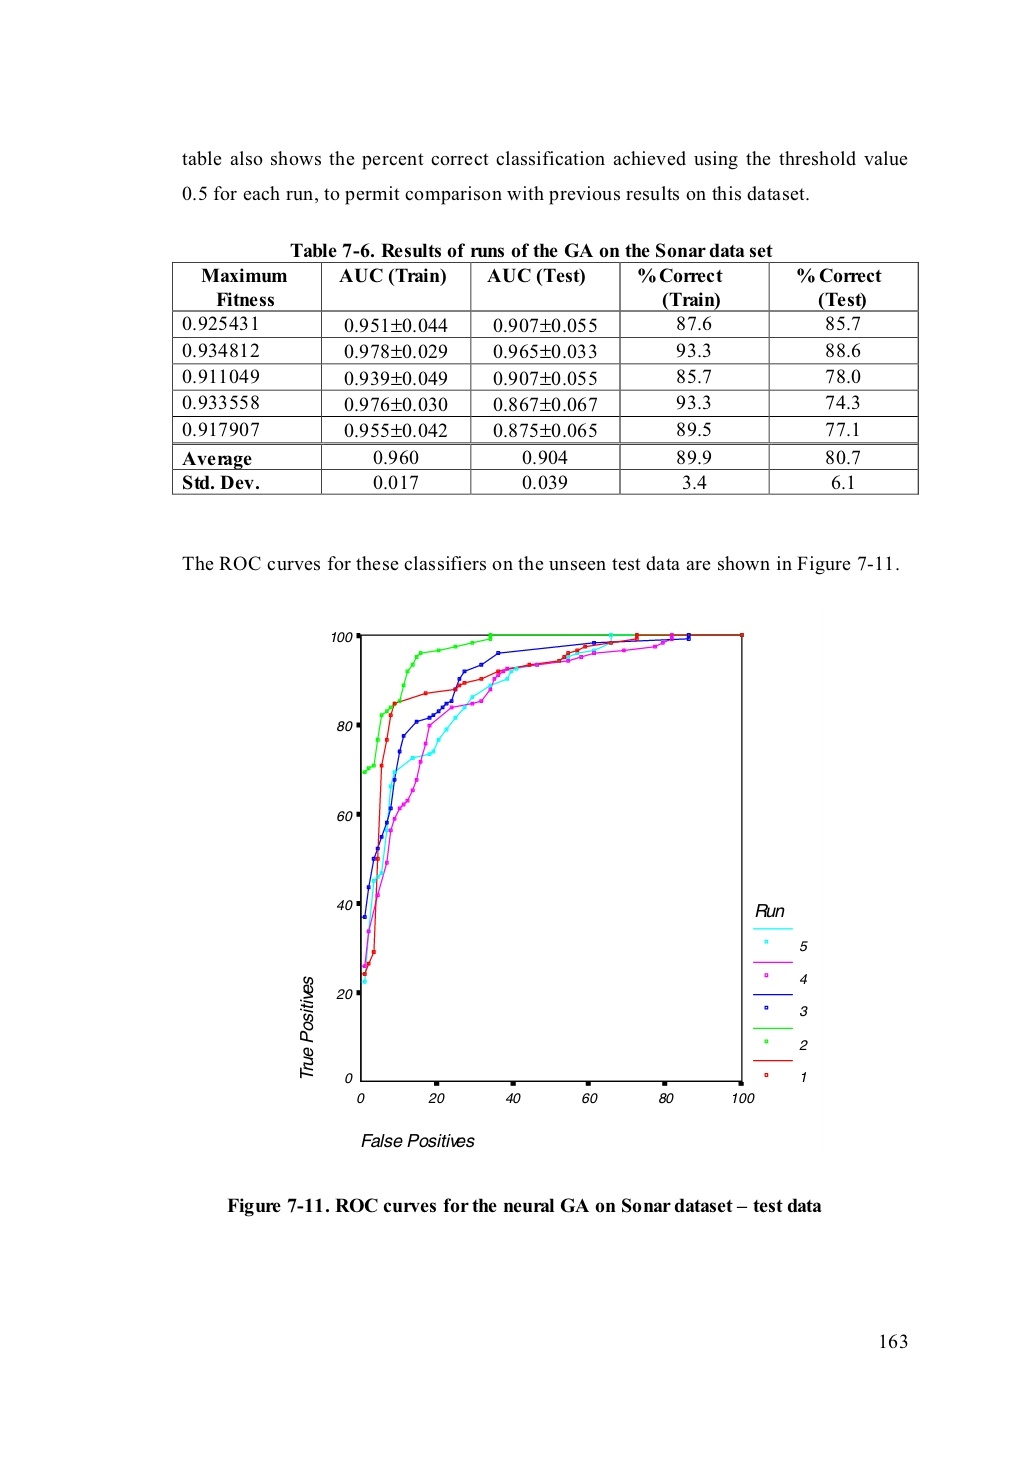 table also shows the percent correct classification achieved using the threshold value
0.5 for each run, to permit comparison with previous results on this dataset.
Table 7-6. Results of runs of the GA on the Sonar data set
Maximum Fitness AUC (Train) AUC (Test) % Correct (Train) % Correct (Test)
0.925431 0.951±0.044 0.907±0.055 87.6 85.7
0.934812 0.978±0.029 0.965±0.033 93.3 88.6
0.911049 0.939±0.049 0.907±0.055 85.7 78.0
0.933558 0.976±0.030 0.867±0.067 93.3 74.3
0.917907 0.955±0.042 0.875±0.065 89.5 77.1
Average 0.960 0.904 89.9 80.7
Std. Dev. 0.017 0.039 3.4 6.1
The ROC curves for these classifiers on the unseen test data are shown in Figure 7-11.
100
80
60
40
20
0
True Positives
0 20 40 60 80 100
False Positives
Run
5
4
3
2
1
Figure 7-11. ROC curves for the neural GA on Sonar dataset – test data
163